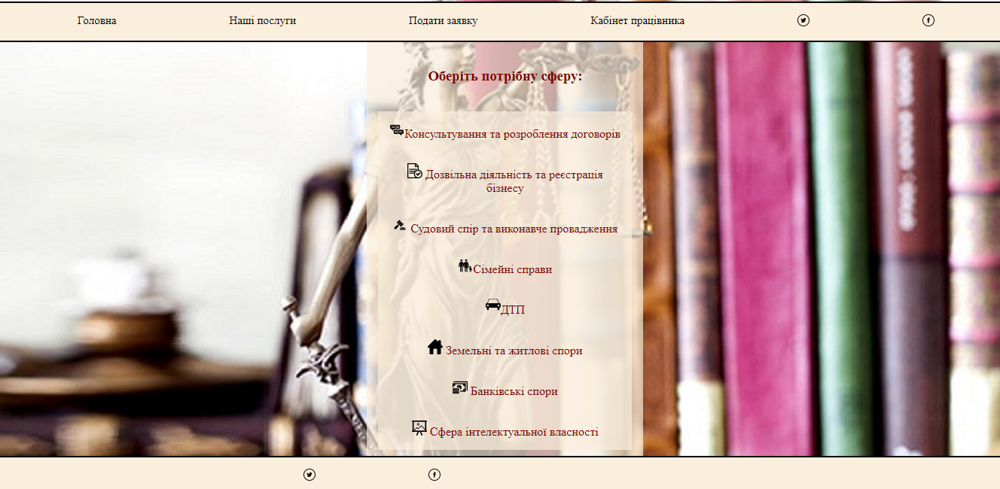 Головна Наші послуги Подати заявку Кабінет працівника
Оберіть потрібну сферу:
Консультування та розроблення договорів
Дозвільна діяльність та реєстрація
бізнесу
Судовий спір та виконавче провадження
Сімейні справи
ДТП
Земельні та житлові спори
Банківські спори
Сфера інтелектуальної власності